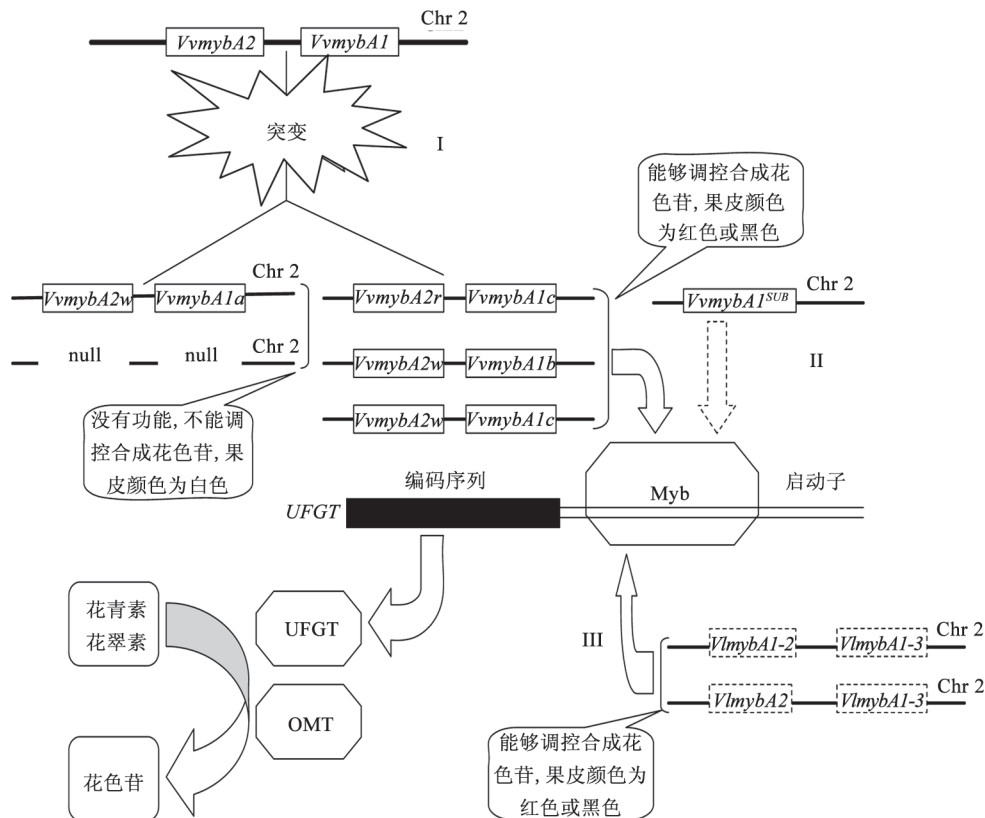 Chr 2
VvmybA2
VvmybA1
突变
I
能够调控合成花
色苷,果皮颜色
为红色或黑色
Chr 2
VvmybA2w
VvmybA1a
VvmybA2r
VvmybA1c
Chr 2
VvmybA1SUB
null
null
Chr 2
VvmybA2w
VvmybA1b
II
没有功能,不能调
控合成花色苷,果
皮颜色为白色
VvmybA2w
VvmybA1c
编码序列
启动子
Myb
UFGT
花青素
花翠素
UFGT
III
VlmybA1-2
VlmybA1-3
Chr 2
OMT
VlmybA2
VlmybA1-3
Chr 2
花色苷
能够调控合成花
色苷,果皮颜色为
红色或黑色